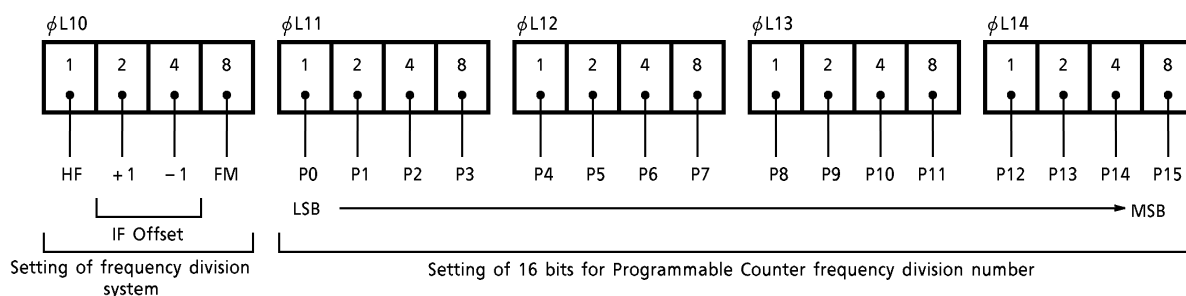 ϕL10 ϕL11 ϕL12 ϕL13 ϕL14
1 2 4 8 1 2 4 8 1 2 4 8 1 2 4 8 1 2 4 8
HF +1 −1 FM P0 P1 P2 P3 P4 P5 P6 P7 P8 P9 P10 P11 P12 P13 P14 P15
LSB MSB
IF Offset
Setting of frequency division
system
Setting of 16 bits for Programmable Counter frequency division number